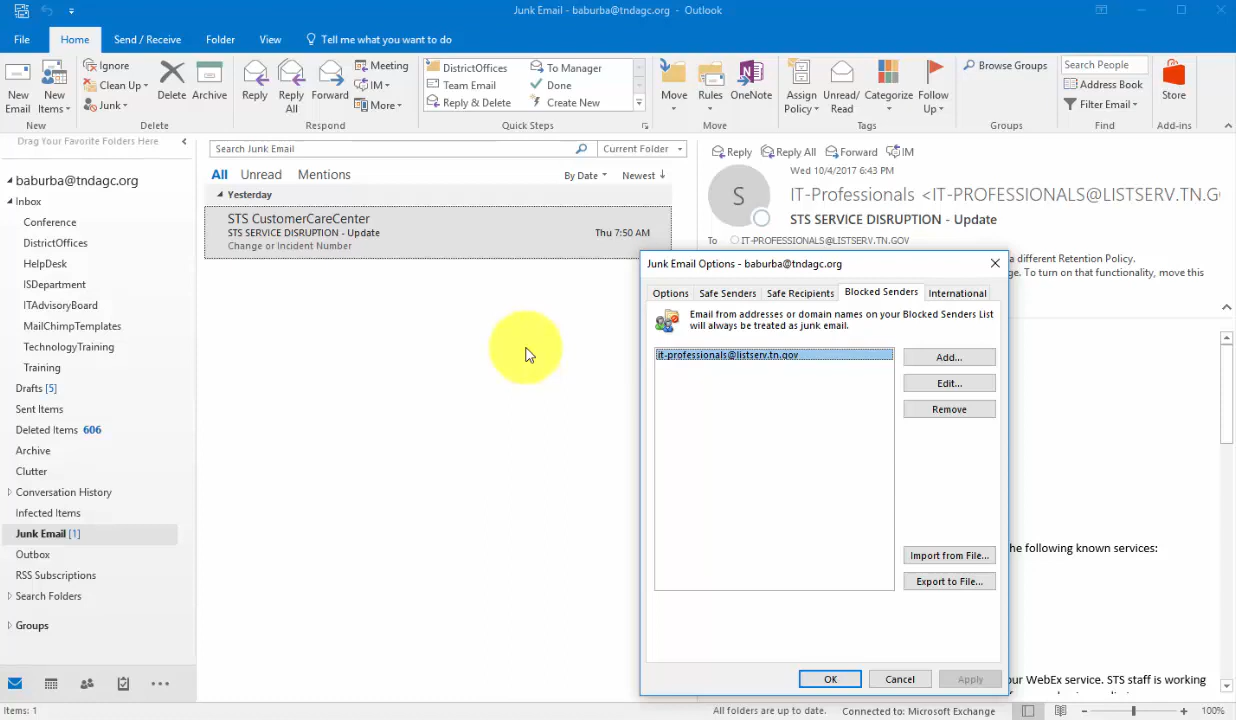 Junk Email - baburba@tndagc.org - Outlook
File Home Send / Receive Folder View Tell me what you want to do
New Email
New Items
New
Ignore
Clean Up
Junk
Delete
Archive
Delete
Reply
Reply All
Forward
Meeting
IM
More
Respond
DistrictOffices
Team Email
Reply & Delete
To Manager
Done
Create New
Quick Steps
Move
Rules
OneNote
Move
Assign Policy
Unread/ Read
Categorize
Follow Up
Tags
Browse Groups
Groups
Search People
Address Book
Filter Email
Find
Store
Add-ins
Drag Your Favorite Folders Here
baburba@tndagc.org
Inbox
Conference
DistrictOffices
HelpDesk
ISDepartment
ITAdvisoryBoard
MailChimpTemplates
TechnologyTraining
Training
Drafts [5]
Sent Items
Deleted Items 606
Archive
Clutter
Conversation History
Infected Items
Junk Email [1]
Outbox
RSS Subscriptions
Search Folders
Groups
Search Junk Email
Current Folder
All Unread Mentions By Date Newest
Yesterday
STS CustomerCareCenter
STS SERVICE DISRUPTION - Update Thu 7:50 AM
Change or Incident Number
Reply Reply All Forward IM
Wed 10/4/2017 6:43 PM
S
IT-Professionals <IT-PROFESSIONALS@LISTSERV.TN.GO
STS SERVICE DISRUPTION - Update
To IT-PROFESSIONALS@LISTSERV.TN.GOV
a different Retention Policy.
ge. To turn on that functionality, move this
he following known services:
our WebEx service. STS staff is working
Junk Email Options - baburba@tndagc.org
Options Safe Senders Safe Recipients Blocked Senders International
Email from addresses or domain names on your Blocked Senders List
will always be treated as junk email.
it-professionals@listserv.tn.gov
Add...
Edit...
Remove
Import from File...
Export to File...
OK Cancel Apply
Items: 1 All folders are up to date. Connected to: Microsoft Exchange 100%